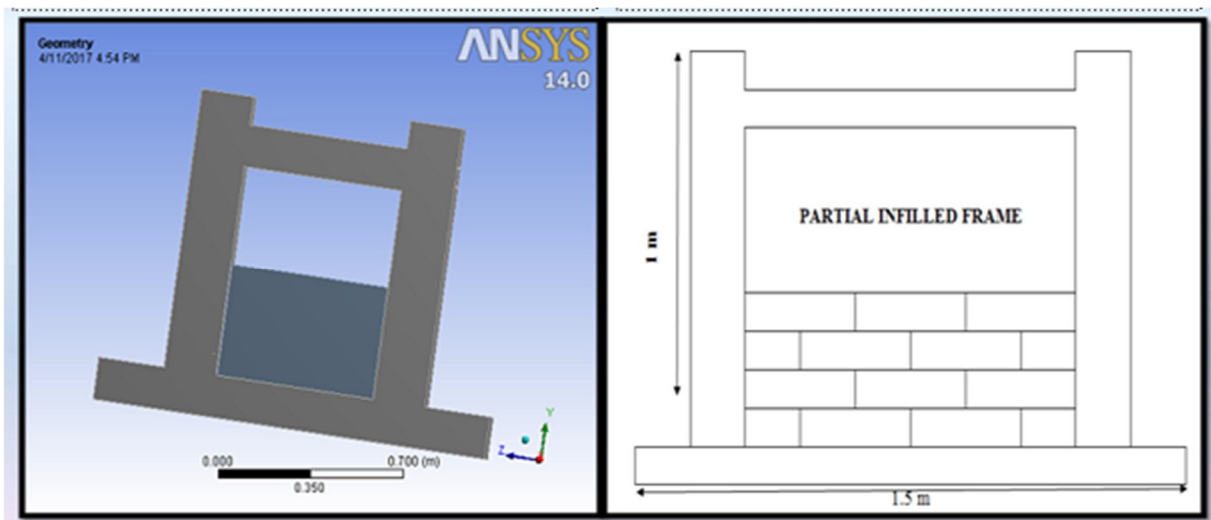 Geometry
4/11/2017 4:54 PM
ANSYS
14.0
Z
Y
0.000
0.700 (m)
0.350
1 m
PARTIAL INFILLED FRAME
1.5 m